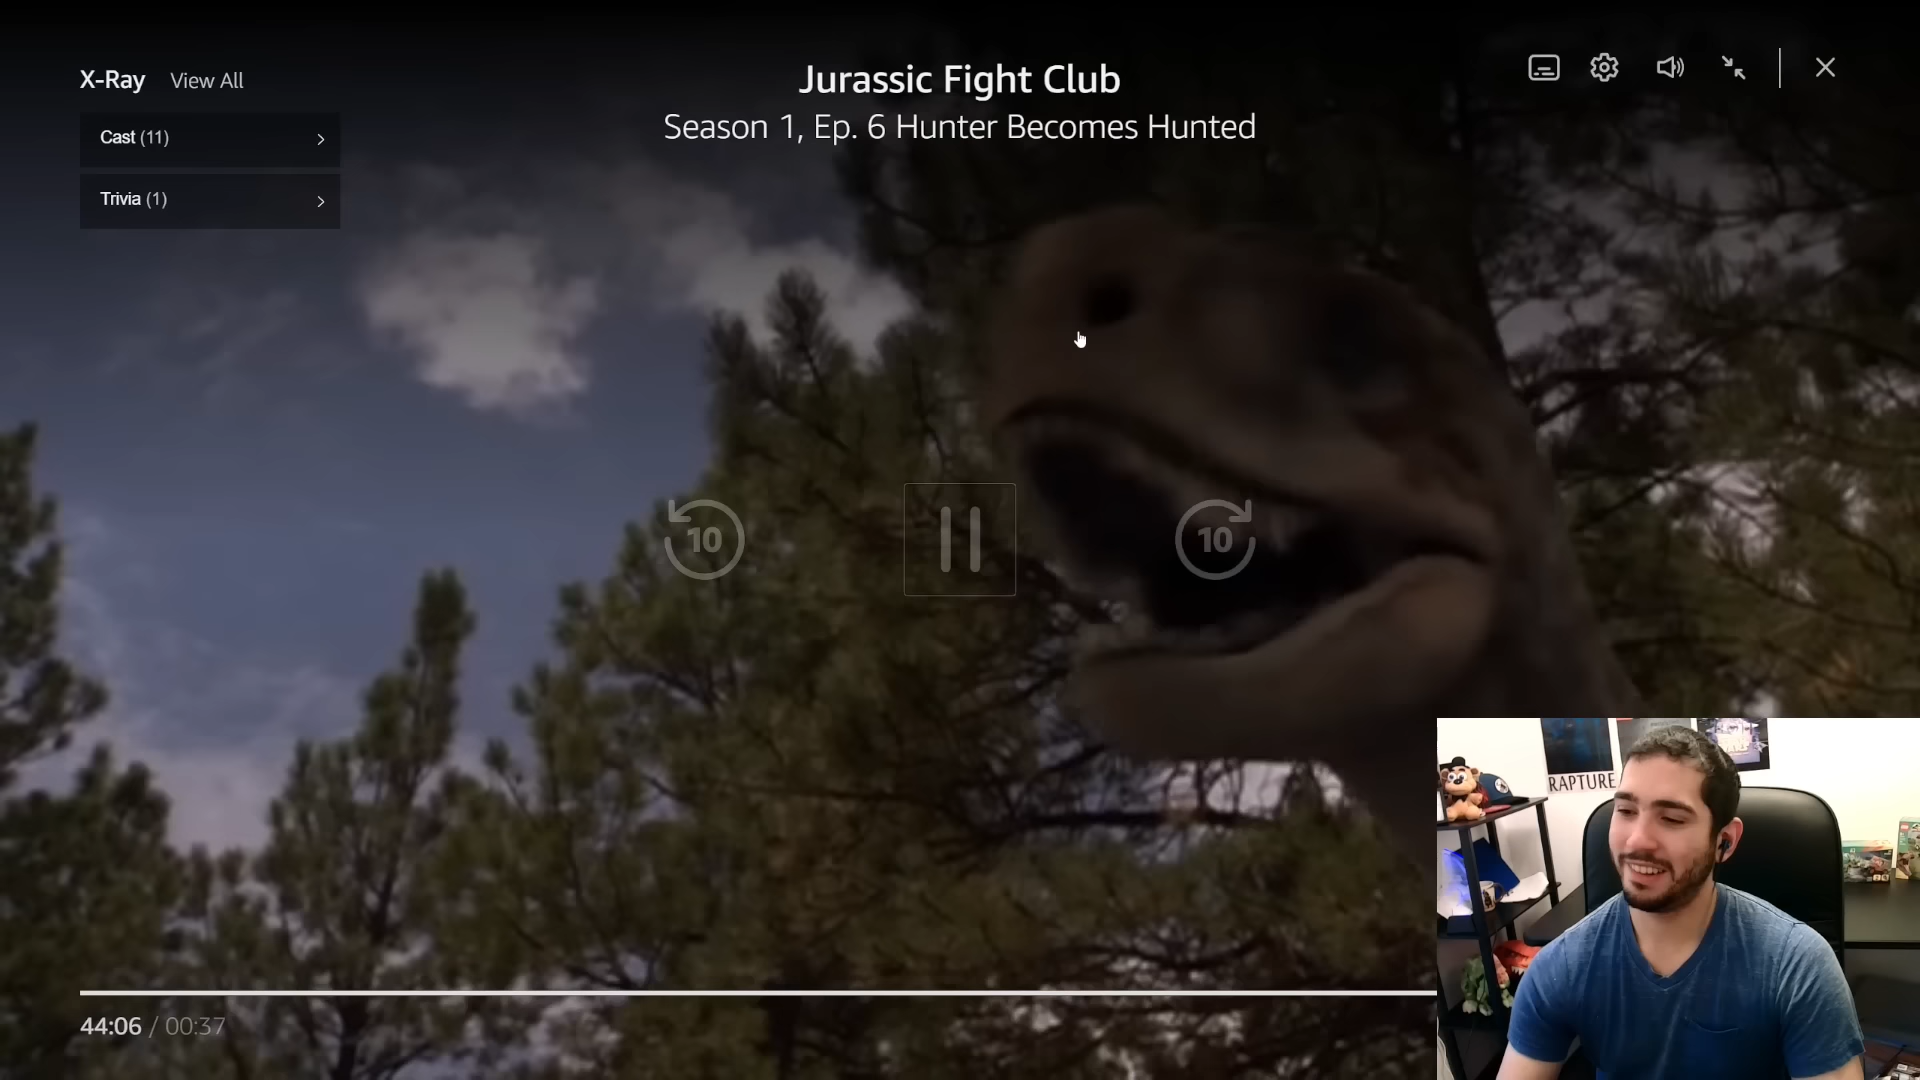 X-Ray View All
Cast (11)
Trivia (1)
Jurassic Fight Club
Season 1, Ep. 6 Hunter Becomes Hunted
10
10
RAPTURE
44:06 / 00:37